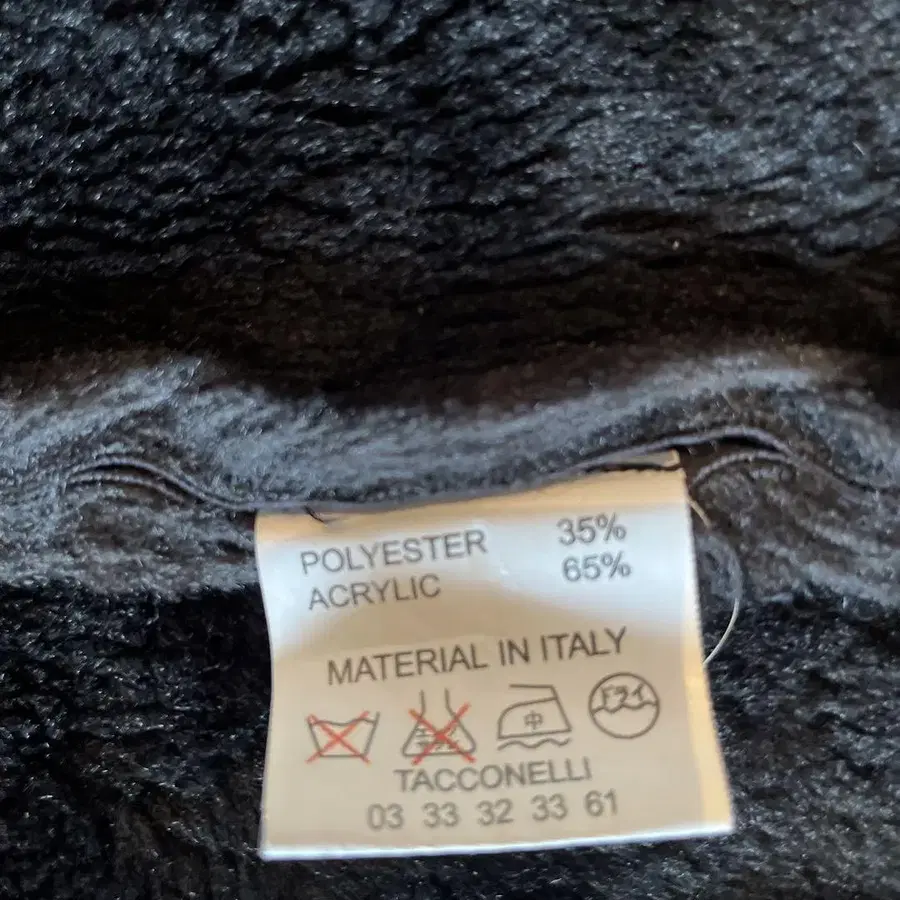 POLYESTER 35%
ACRYLIC 65%
MATERIAL IN ITALY
中 ドライ
TACCONELLI
03 33 32 33 61